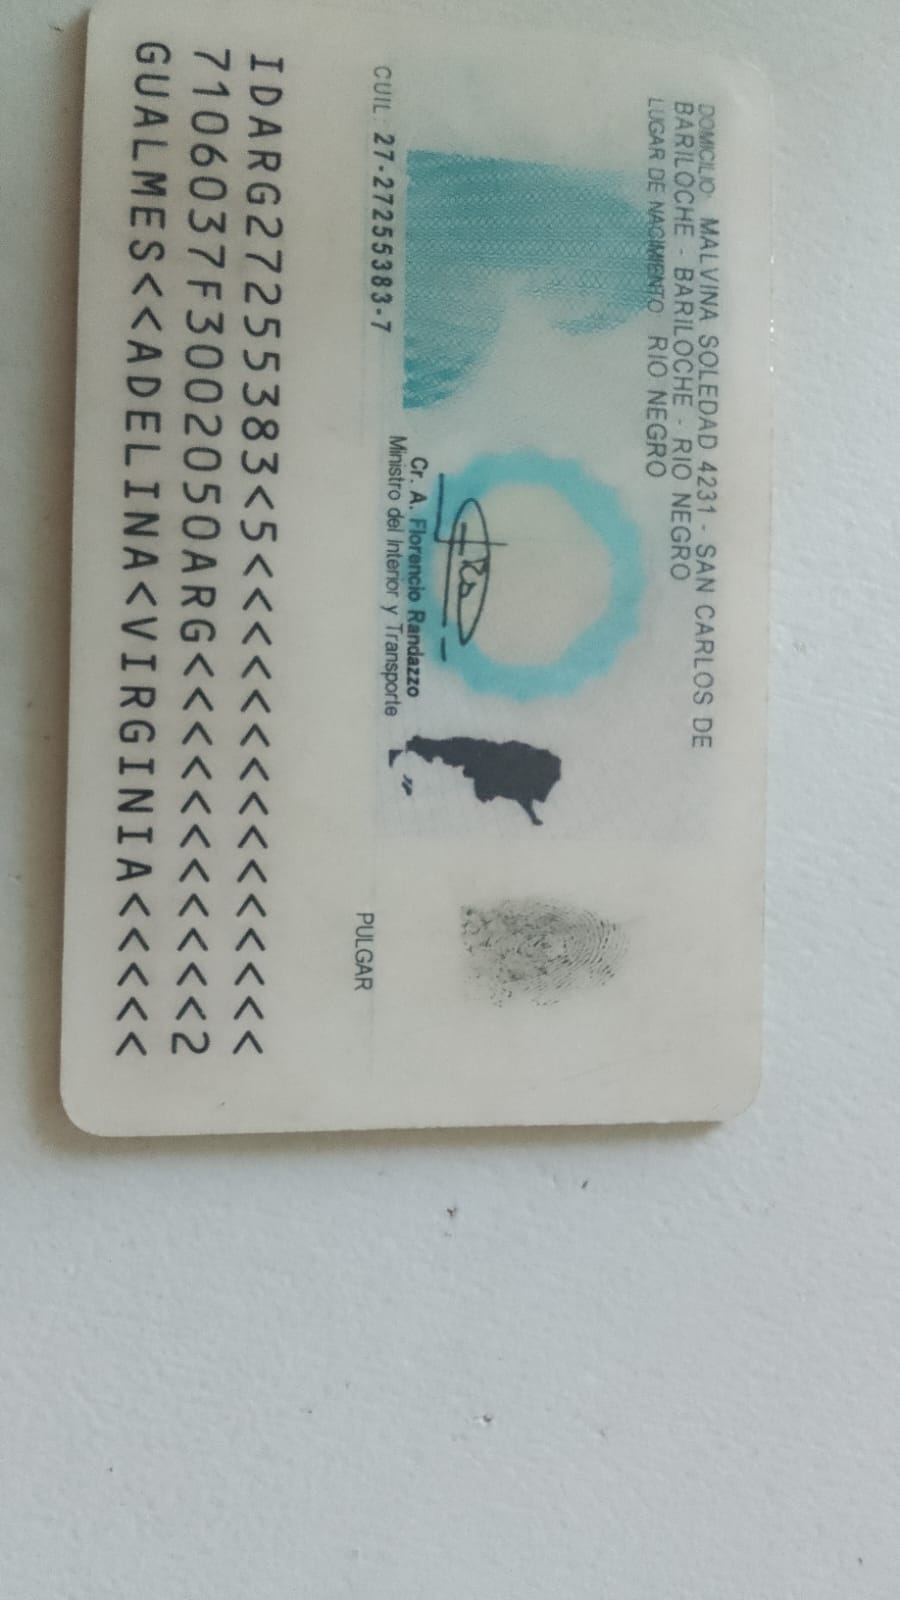 DOMICILIO: MALVINA SOLEDAD 4231 - SAN CARLOS DE
BARILOCHE - BARILOCHE - RIO NEGRO
LUGAR DE NACIMIENTO: RIO NEGRO
Cr. A. Florencio Randazzo
Ministro del Interior y Transporte
CUIL: 27-27255383-7
PULGAR
IDARG27255383<5<<<<<<<<<<<<<<<
7106037F3002050ARG<<<<<<<<<<<2
GUALMES<<ADELINA<VIRGINIA<<<<<